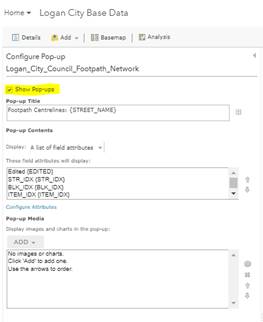 Home Logan City Base Data
Details Add Basemap Analysis
Configure Pop-up
Logan_City_Council_Footpath_Network
Show Pop-ups
Pop-up Title
Footpath Centrelines: {STREET_NAME}
Pop-up Contents
Display: A list of field attributes
These field attributes will display:
Edited {EDITED}
STR_IDX {STR_IDX}
BLK_IDX {BLK_IDX}
ITEM_IDX {ITEM_IDX}
Configure Attributes
Pop-up Media
Display images and charts in the pop-up:
ADD
No images or charts.
Click 'Add' to add one.
Use the arrows to order.